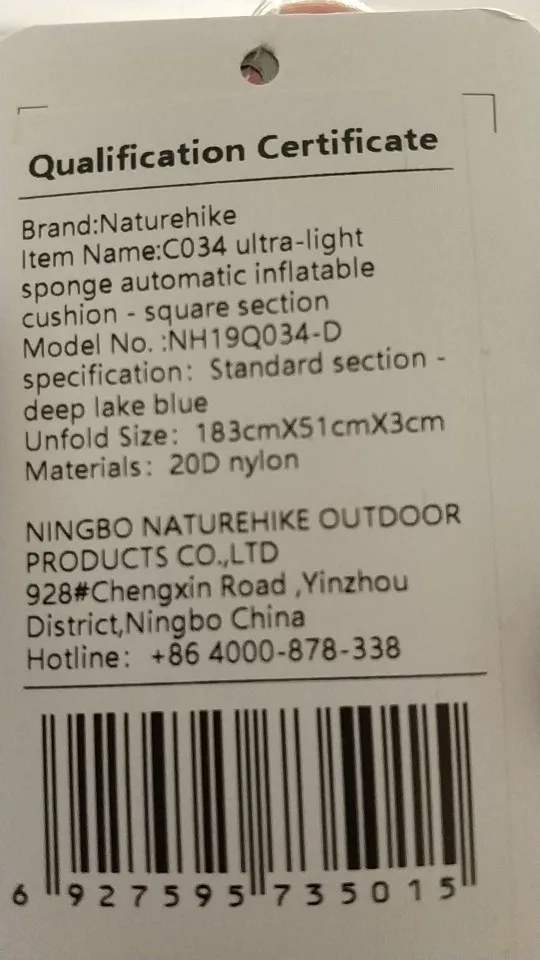 Qualification Certificate
Brand:Naturehike
Item Name:C034 ultra-light
sponge automatic inflatable
cushion - square section
Model No. :NH19Q034-D
specification: Standard section -
deep lake blue
Unfold Size: 183cmX51cmX3cm
Materials: 20D nylon
NINGBO NATUREHIKE OUTDOOR
PRODUCTS CO.,LTD
928#Chengxin Road ,Yinzhou
District,Ningbo China
Hotline: +86 4000-878-338
6 927595 735015